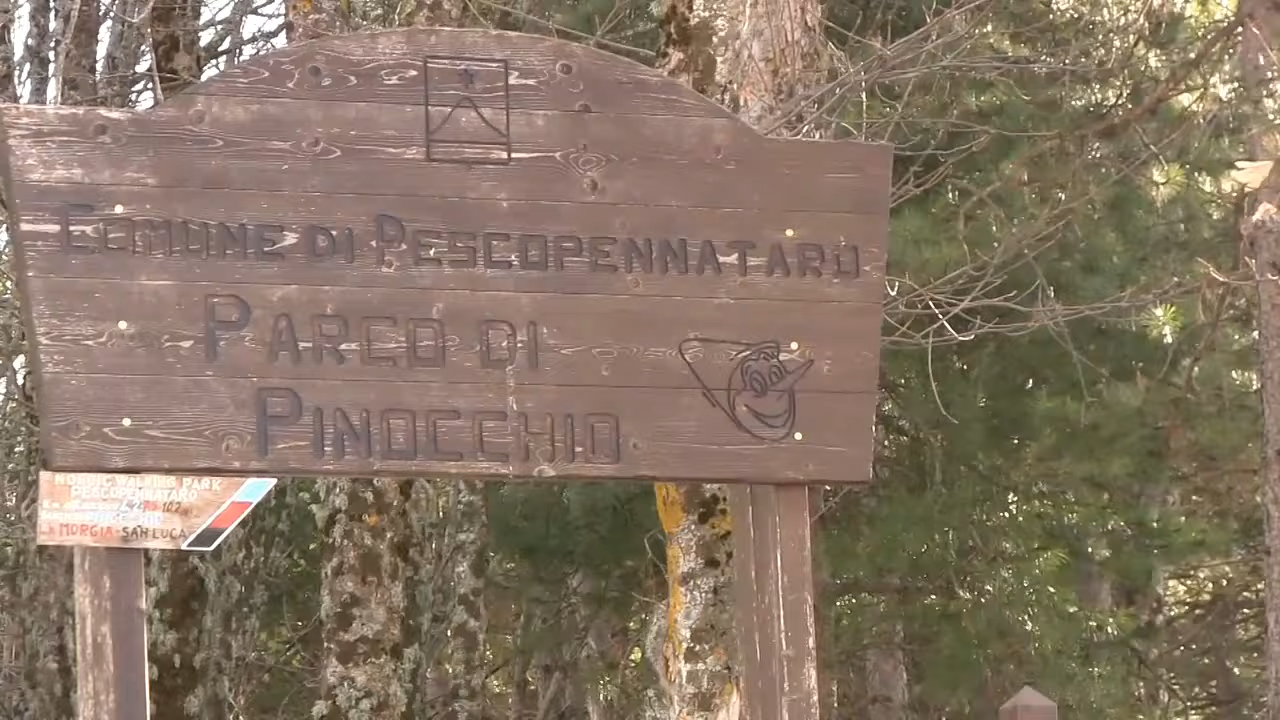 COMUNE DI PESCOPENNATARO
PARCO DI
PINOCCHIO
NORDIC WALKING PARK
PESCOPENNATARO
LA MORGIA-SAN LUCA